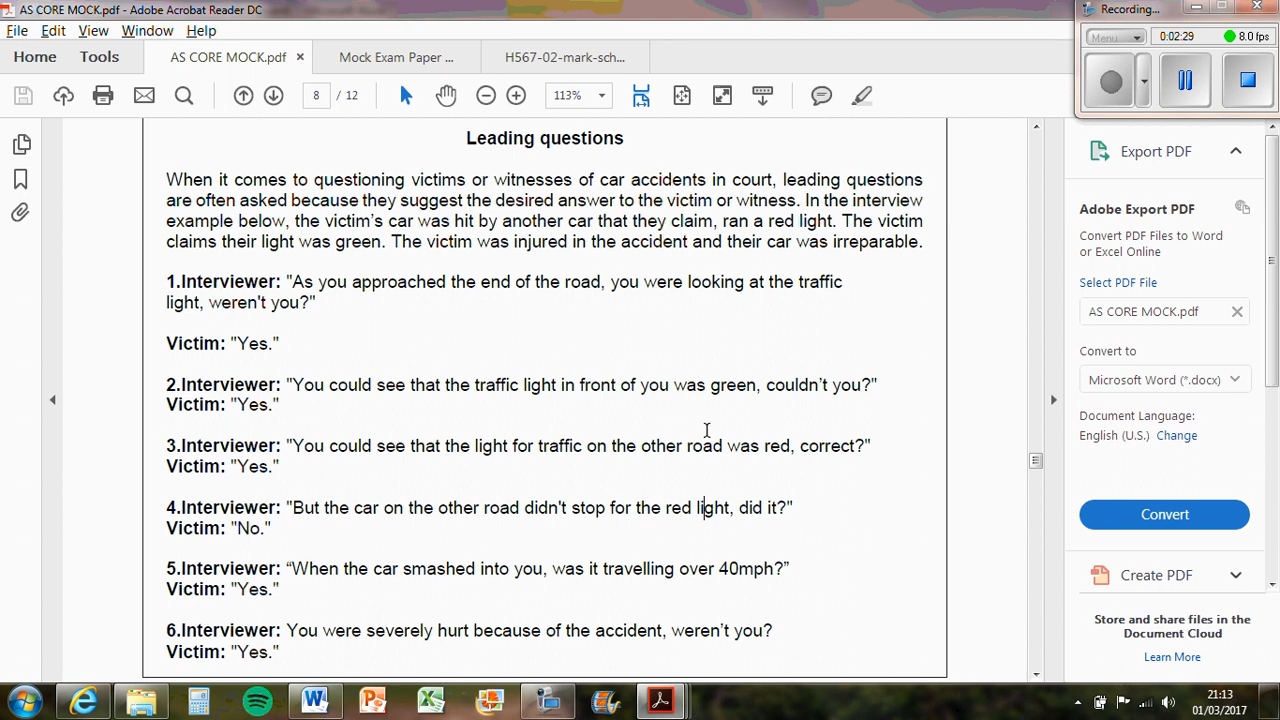 AS CORE MOCK.pdf - Adobe Acrobat Reader DC
Recording...
File Edit View Window Help
Menu 0:02:29 8.0 fps
Home Tools AS CORE MOCK.pdf × Mock Exam Paper ... H567-02-mark-sch...
8 / 12 113%
Leading questions
When it comes to questioning victims or witnesses of car accidents in court, leading questions
are often asked because they suggest the desired answer to the victim or witness. In the interview
example below, the victim's car was hit by another car that they claim, ran a red light. The victim
claims their light was green. The victim was injured in the accident and their car was irreparable.
1.Interviewer: "As you approached the end of the road, you were looking at the traffic
light, weren't you?"
Victim: "Yes."
2.Interviewer: "You could see that the traffic light in front of you was green, couldn't you?"
Victim: "Yes."
3.Interviewer: "You could see that the light for traffic on the other road was red, correct?"
Victim: "Yes."
4.Interviewer: "But the car on the other road didn't stop for the red light, did it?"
Victim: "No."
5.Interviewer: “When the car smashed into you, was it travelling over 40mph?”
Victim: "Yes."
6.Interviewer: You were severely hurt because of the accident, weren't you?
Victim: "Yes."
Export PDF
Adobe Export PDF
Convert PDF Files to Word
or Excel Online
Select PDF File
AS CORE MOCK.pdf
Convert to
Microsoft Word (*.docx)
Document Language:
English (U.S.) Change
Convert
Create PDF
Store and share files in the
Document Cloud
Learn More
21:13
01/03/2017